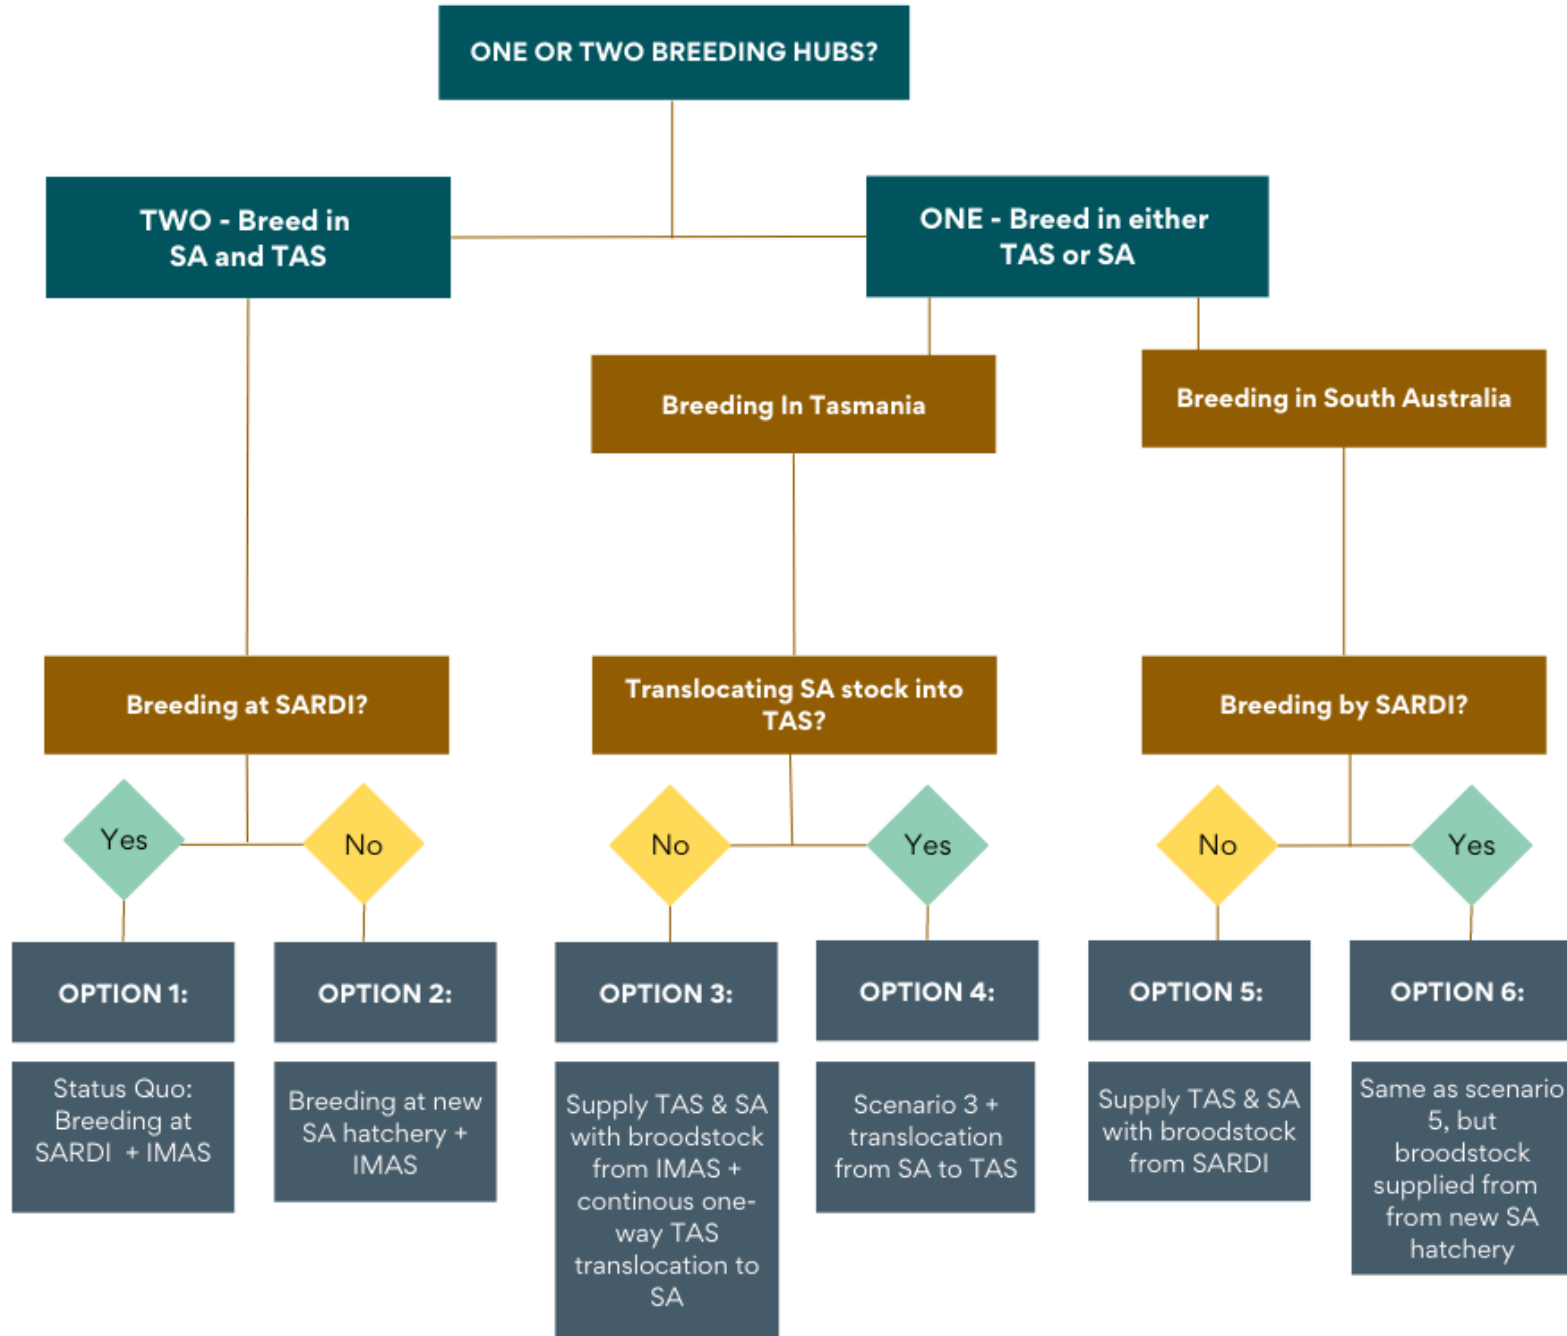 ONE OR TWO BREEDING HUBS?
TWO - Breed in
SA and TAS
ONE - Breed in either
TAS or SA
Breeding In Tasmania
Breeding in South Australia
Breeding at SARDI?
Translocating SA stock into
TAS?
Breeding by SARDI?
Yes
No
No
Yes
No
Yes
OPTION 1:
OPTION 2:
OPTION 3:
OPTION 4:
OPTION 5:
OPTION 6:
Status Quo:
Breeding at
SARDI + IMAS
Breeding at new
SA hatchery +
IMAS
Supply TAS & SA
with broodstock
from IMAS +
continous one-
way TAS
translocation to
SA
Scenario 3 +
translocation
from SA to TAS
Supply TAS & SA
with broodstock
from SARDI
Same as scenario
5, but
broodstock
supplied from
from new SA
hatchery